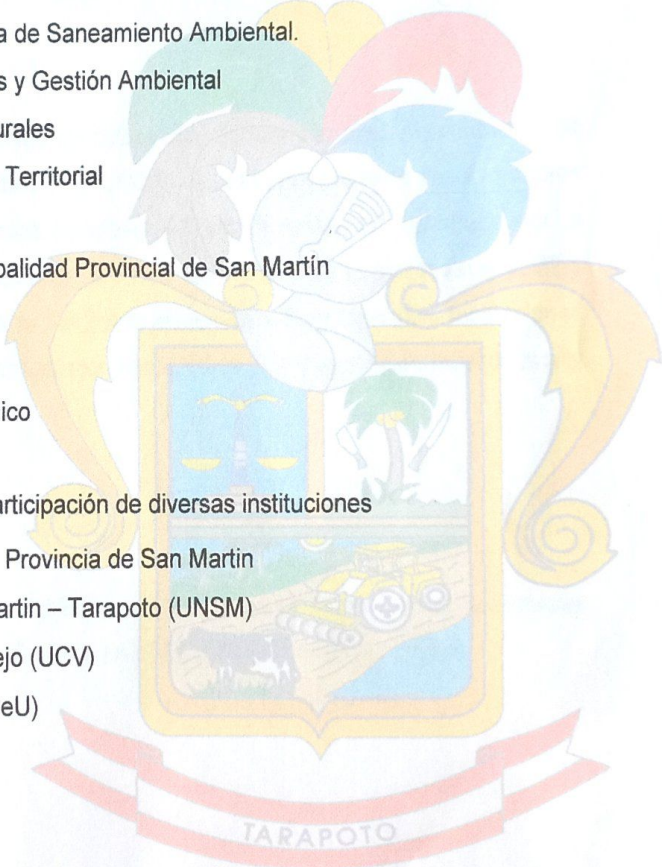 a de Saneamiento Ambiental.
s y Gestión Ambiental
urales
Territorial
palidad Provincial de San Martín
ico
articipación de diversas instituciones
Provincia de San Martin
artin – Tarapoto (UNSM)
ejo (UCV)
eU)
TARAPOTO